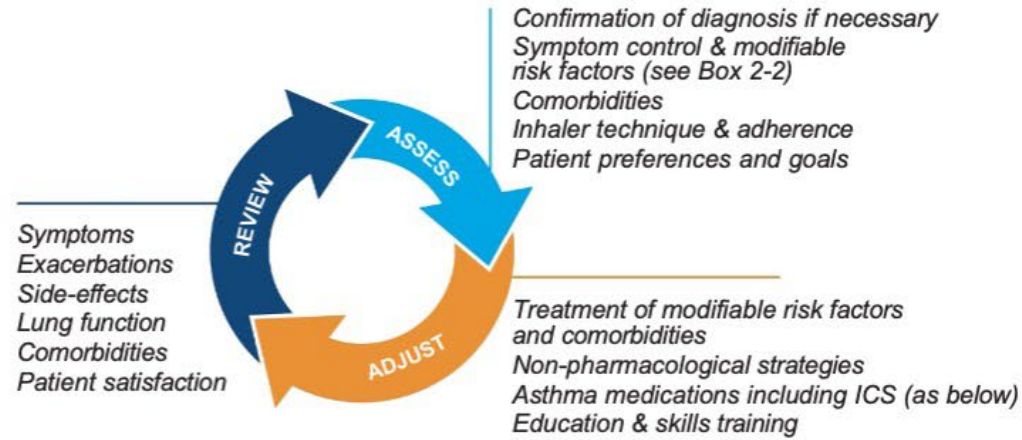 Confirmation of diagnosis if necessary
Symptom control & modifiable
risk factors (see Box 2-2)
Comorbidities
Inhaler technique & adherence
Patient preferences and goals
ASSESS
REVIEW
Symptoms
Exacerbations
Side-effects
Lung function
Comorbidities
Patient satisfaction
ADJUST
Treatment of modifiable risk factors
and comorbidities
Non-pharmacological strategies
Asthma medications including ICS (as below)
Education & skills training